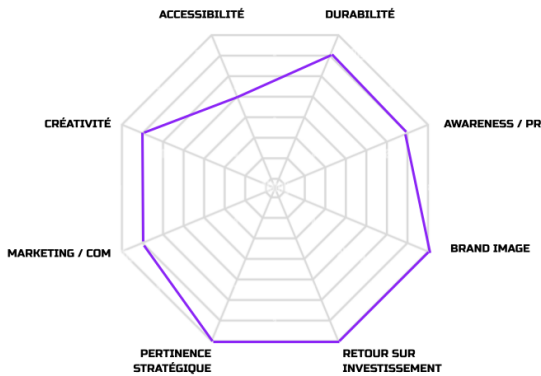 ACCESSIBILITÉ
DURABILITÉ
CRÉATIVITÉ
AWARENESS / PR
MARKETING / COM
BRAND IMAGE
PERTINENCE
STRATÉGIQUE
RETOUR SUR
INVESTISSEMENT